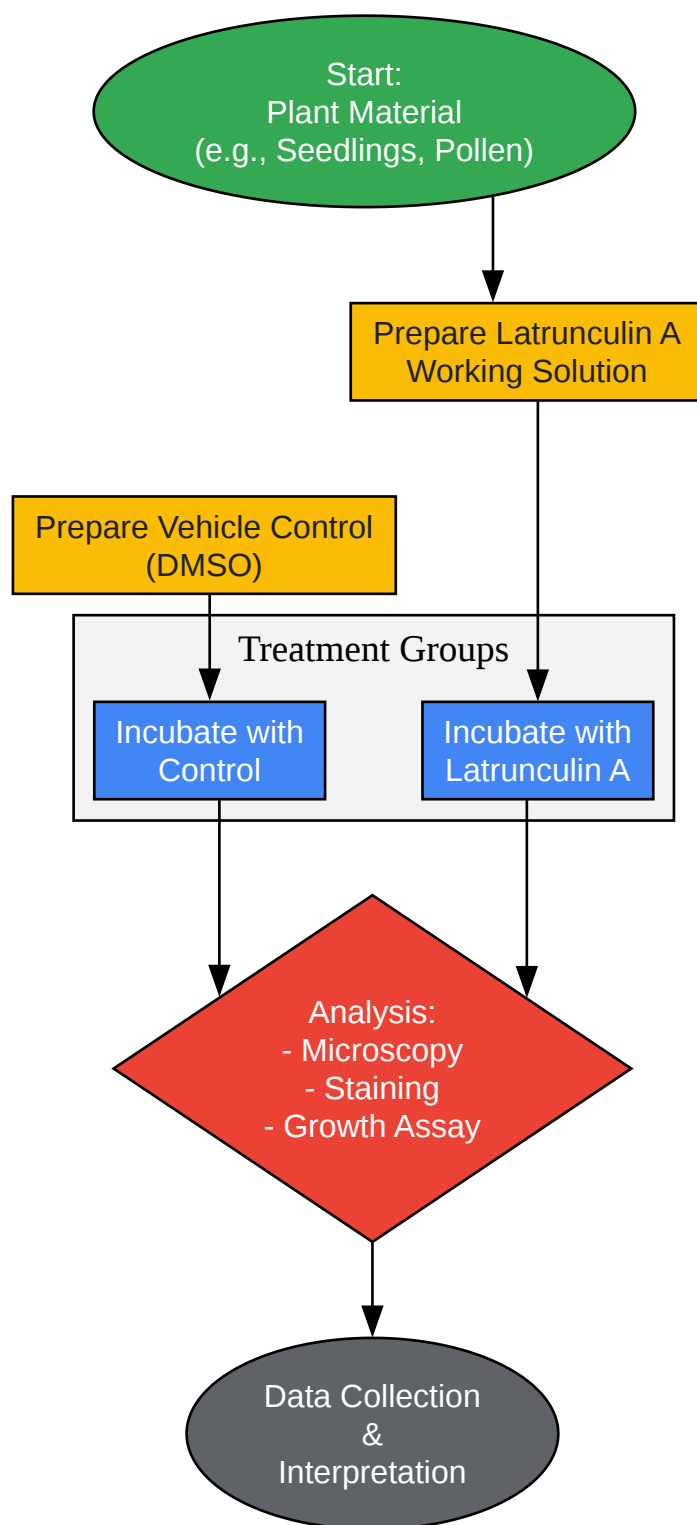 Start:
Plant Material
(e.g., Seedlings, Pollen)
Prepare Latrunculin A
Working Solution
Prepare Vehicle Control
(DMSO)
Treatment Groups
Incubate with
Control
Incubate with
Latrunculin A
Analysis:
- Microscopy
- Staining
- Growth Assay
Data Collection
&
Interpretation